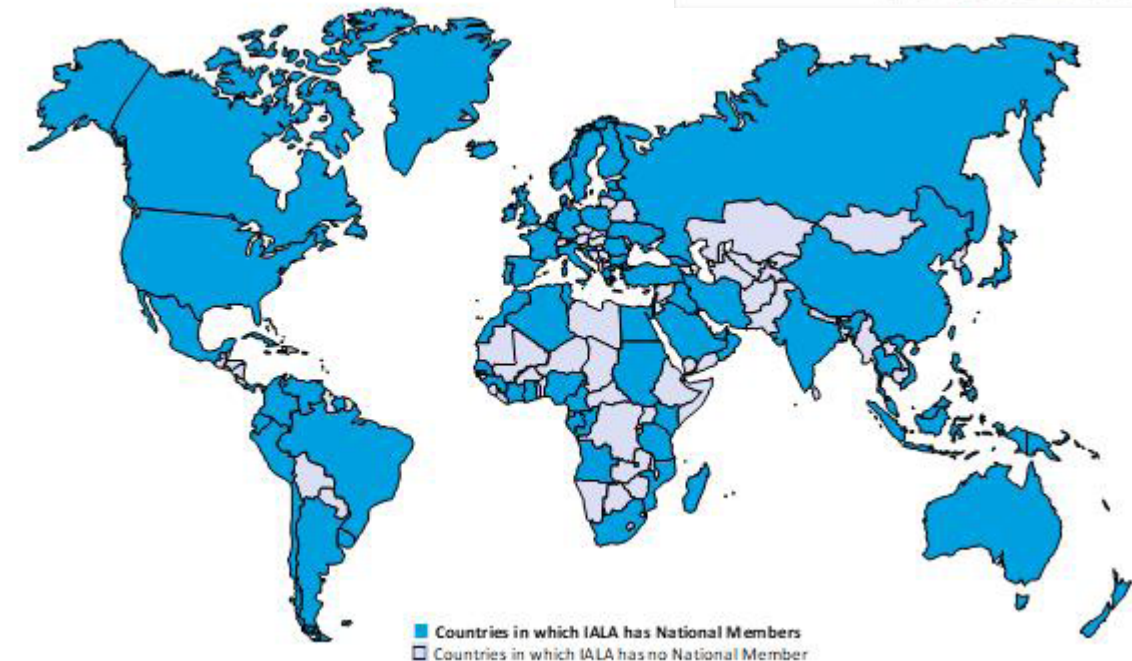 Countries in which IALA has National Members
Countries in which IALA has no National Member